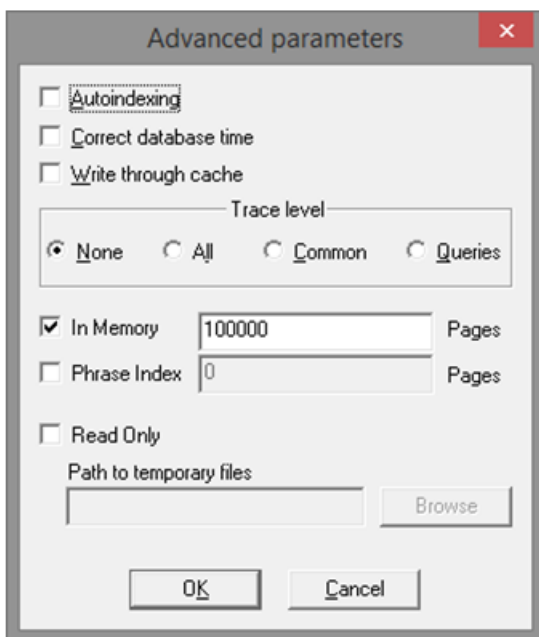 Advanced parameters
Autoindexing
Correct database time
Write through cache
Trace level
None All Common Queries
In Memory 100000 Pages
Phrase Index 0 Pages
Read Only
Path to temporary files
Browse
OK Cancel